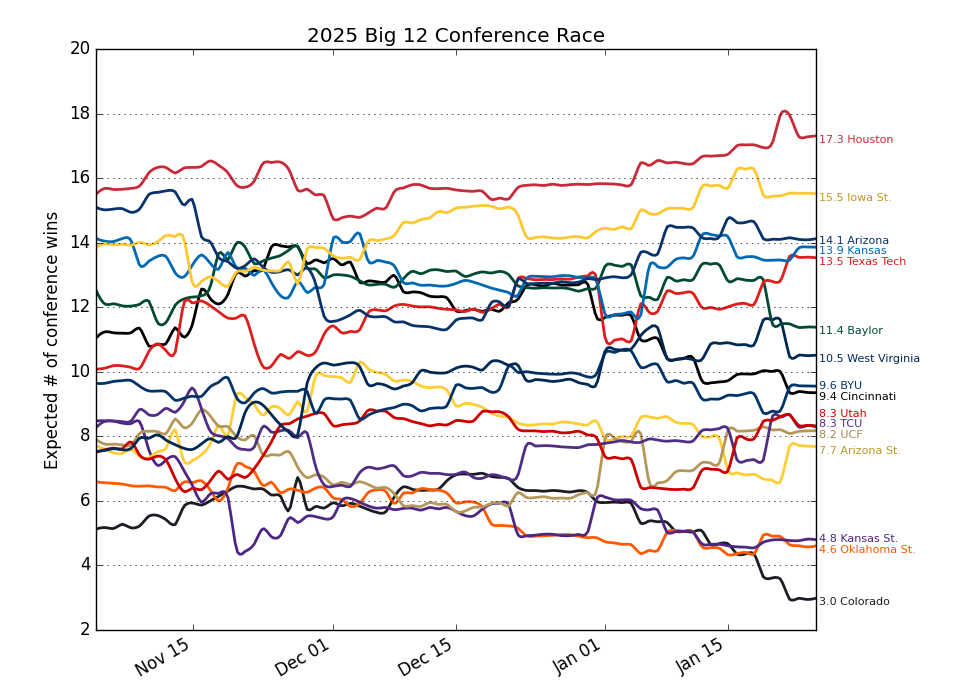 2025 Big 12 Conference Race
Expected # of conference wins
20
18
16
14
12
10
8
6
4
2
17.3 Houston
15.5 Iowa St.
14.1 Arizona
13.9 Kansas
13.5 Texas Tech
11.4 Baylor
10.5 West Virginia
9.6 BYU
9.4 Cincinnati
8.3 Utah
8.3 TCU
8.2 UCF
7.7 Arizona St.
4.8 Kansas St.
4.6 Oklahoma St.
3.0 Colorado
Nov 15
Dec 01
Dec 15
Jan 01
Jan 15